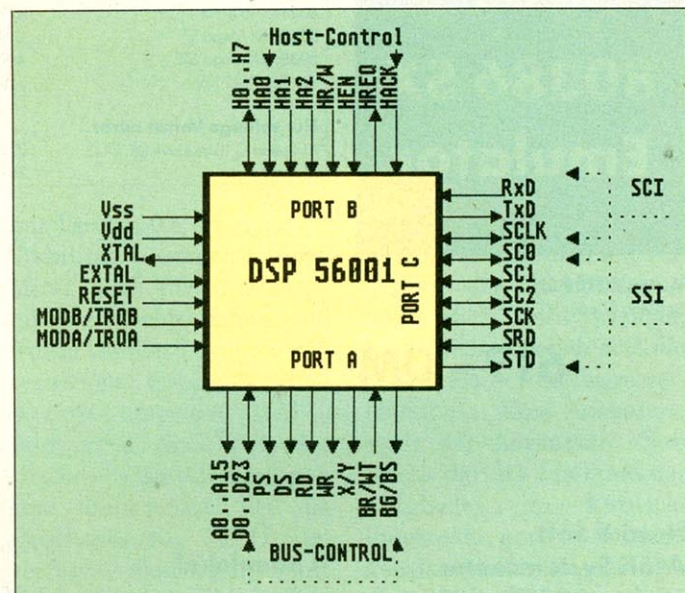 Host-Control
H0..H7
HA0
HA1
HA2
HR/W
HEN
HREQ
HACK
Vss
Vdd
XTAL
EXTAL
RESET
MODB/IRQB
MODA/IRQA
PORT B
DSP 56001
PORT C
PORT A
RxD
TxD
SCLK
SC0
SC1
SC2
SCK
SRD
STD
SCI
SSI
A0..A15
D0..D23
PS
DS
RD
WR
X/Y
BR/WT
BG/BS
BUS-CONTROL